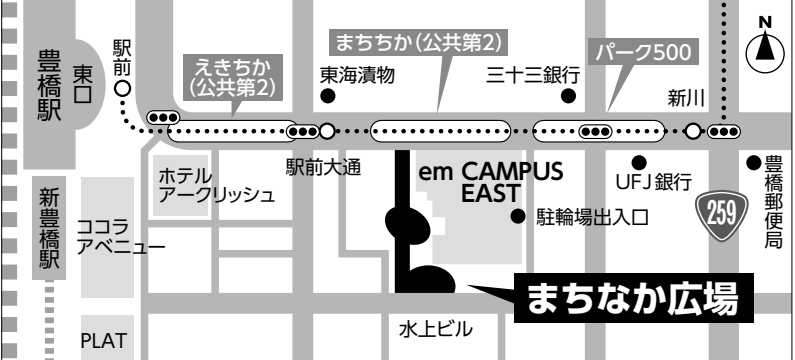 えきちか
(公共第2)
まちちか(公共第2)
パーク500
N
豊橋駅
東口
駅前
東海漬物
三十三銀行
新川
駅前大通
ホテル
アークリッシュ
em CAMPUS
EAST
UFJ銀行
駐輪場出入口
259
豊橋郵便局
新豊橋駅
ココラ
アベニュー
まちなか広場
水上ビル
PLAT